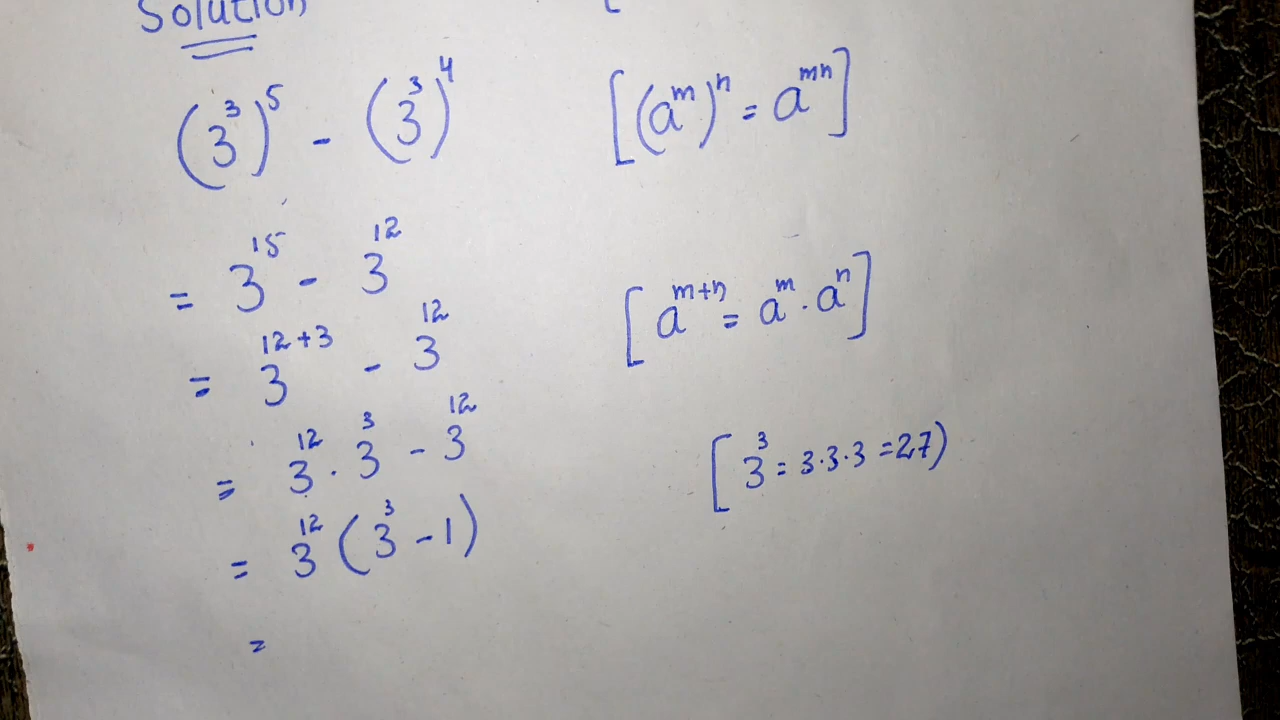 Solution
(3³)⁵ - (3³)⁴ [(aᵐ)ⁿ = aᵐⁿ]
= 3¹⁵ - 3¹²
= 3¹²⁺³ - 3¹² [aᵐ⁺ⁿ = aᵐ · aⁿ]
= 3¹² · 3³ - 3¹² [3³ = 3·3·3 = 27)
= 3¹² (3³ - 1)
=